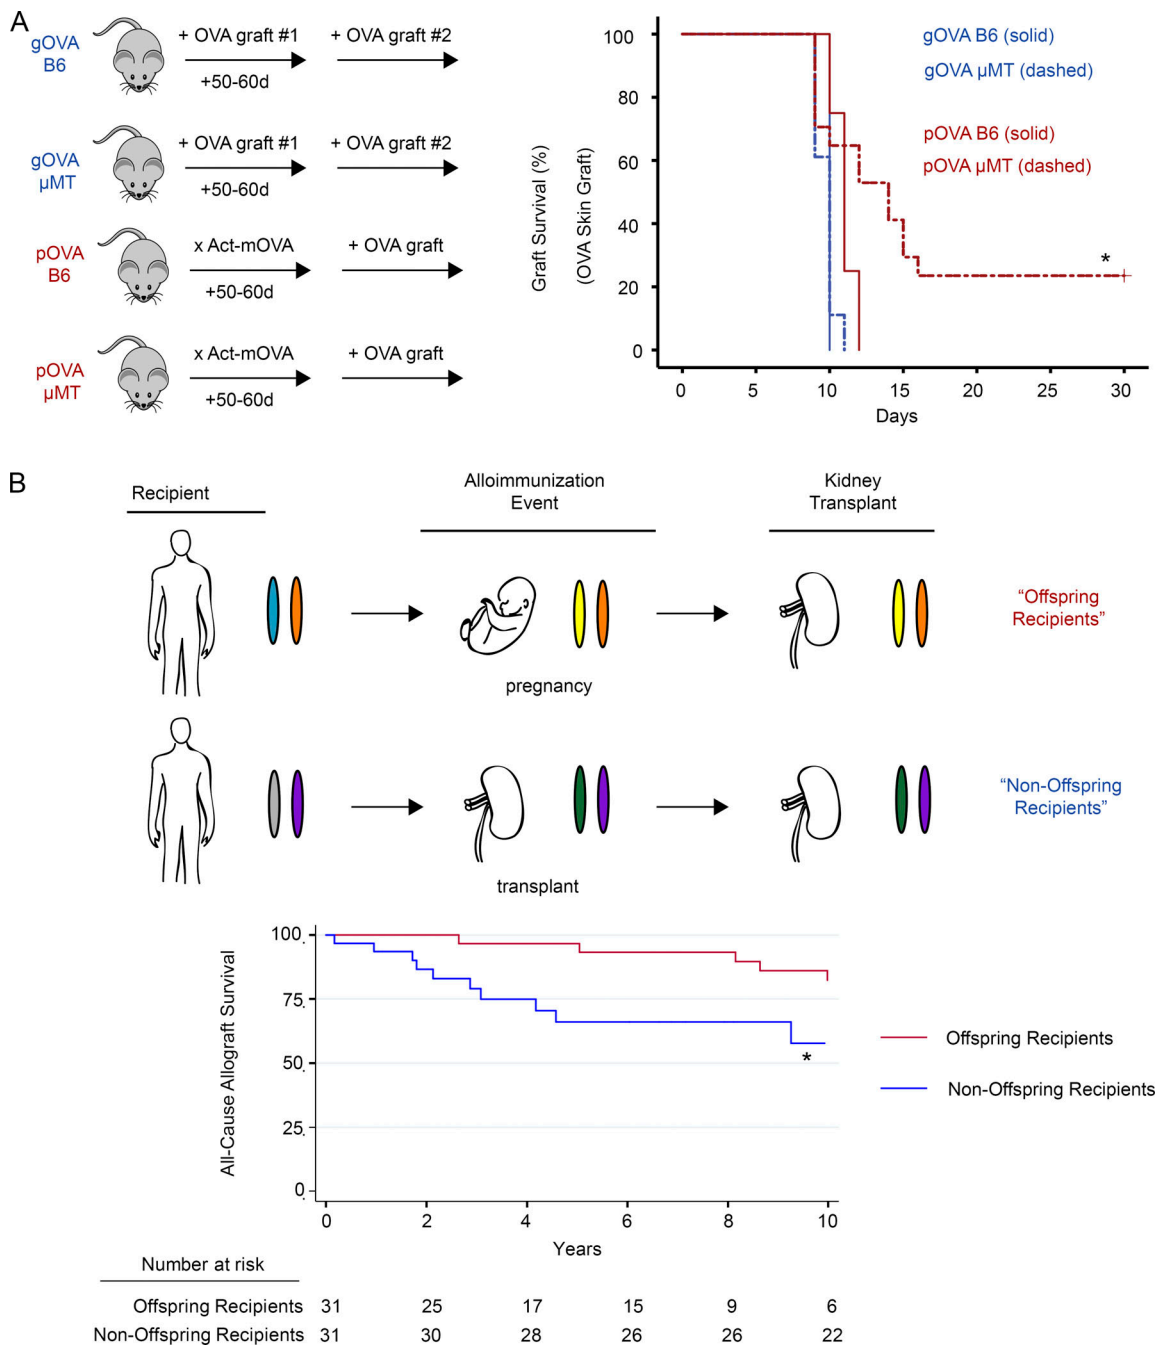 A
gOVA
B6
+ OVA graft #1
+50-60d
+ OVA graft #2
gOVA
µMT
+ OVA graft #1
+50-60d
+ OVA graft #2
pOVA
B6
x Act-mOVA
+50-60d
+ OVA graft
pOVA
µMT
x Act-mOVA
+50-60d
+ OVA graft
Graft Survival (%)
(OVA Skin Graft)
100
80
60
40
20
0
gOVA B6 (solid)
gOVA µMT (dashed)
pOVA B6 (solid)
pOVA µMT (dashed)
*
0 5 10 15 20 25 30
Days
B
Recipient
Alloimmunization
Event
Kidney
Transplant
pregnancy
“Offspring
Recipients”
transplant
“Non-Offspring
Recipients”
All-Cause Allograft Survival
100
75
50
25
0
*
0 2 4 6 8 10
Years
Offspring Recipients
Non-Offspring Recipients
Number at risk
Offspring Recipients 31 25 17 15 9 6
Non-Offspring Recipients 31 30 28 26 26 22